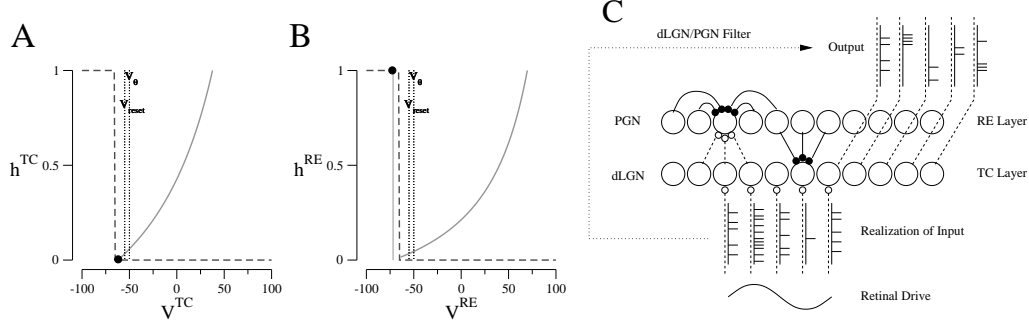 A
h^TC
1
0.5
0
V_θ
V_reset
-100 -50 0 50 100
V^TC
B
h^RE
1
0.5
0
V_θ
V_reset
-100 -50 0 50 100
V^RE
C
dLGN/PGN Filter
Output
PGN
RE Layer
dLGN
TC Layer
Realization of Input
Retinal Drive